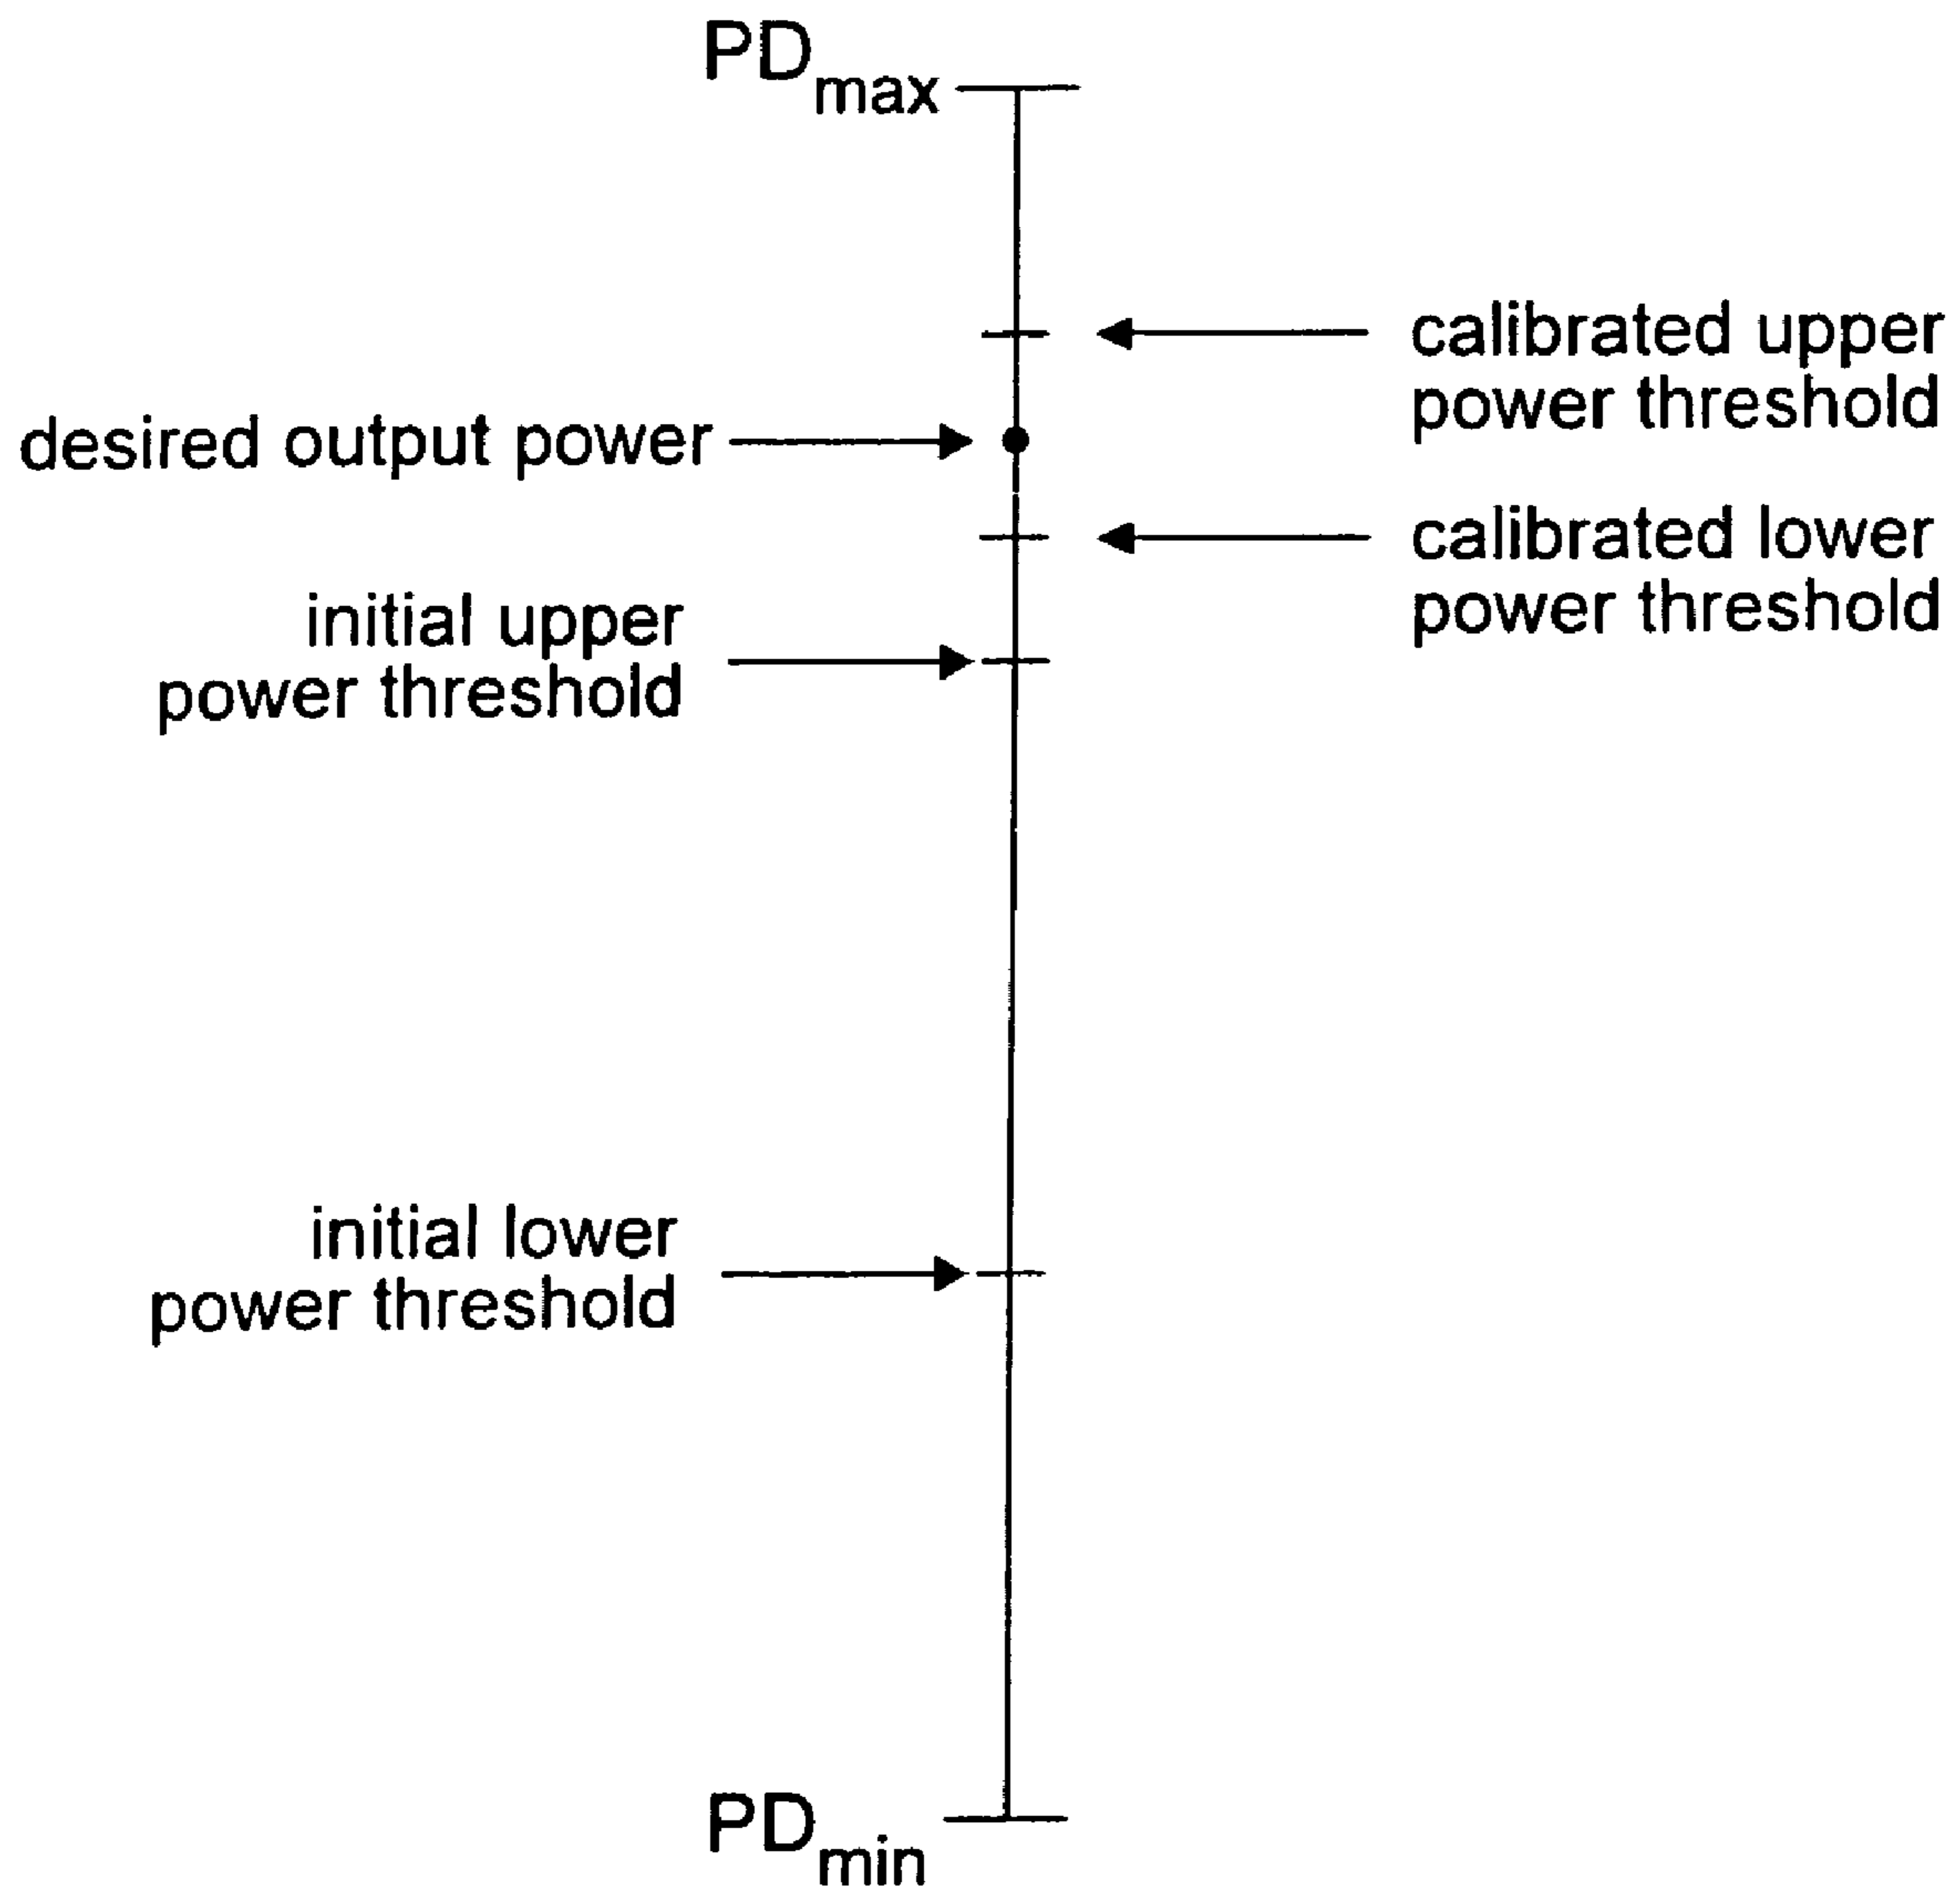 PDmax
calibrated upper
power threshold
desired output power
calibrated lower
power threshold
initial upper
power threshold
initial lower
power threshold
PDmin